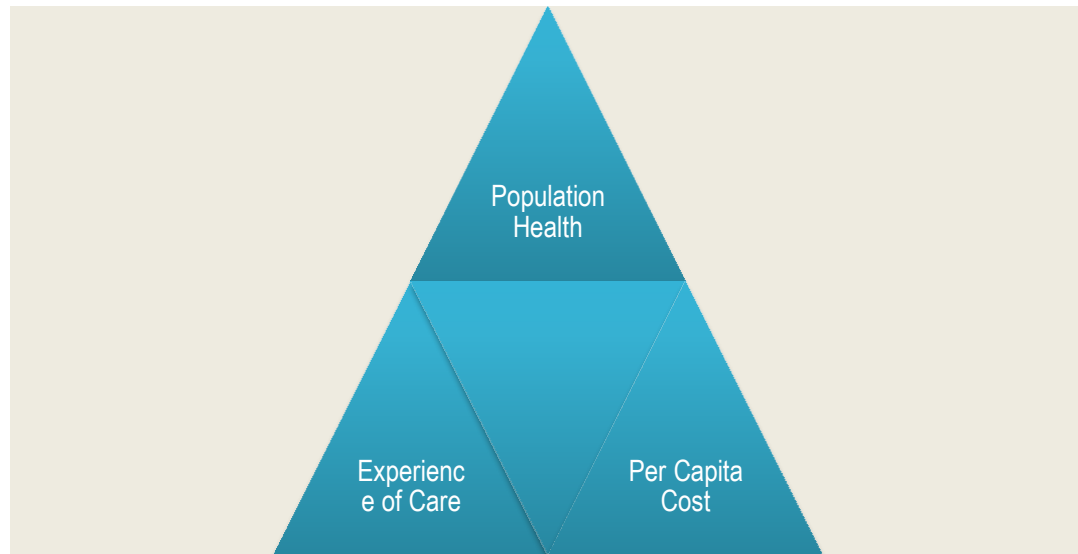 Population
Health
Experienc
e of Care
Per Capita
Cost